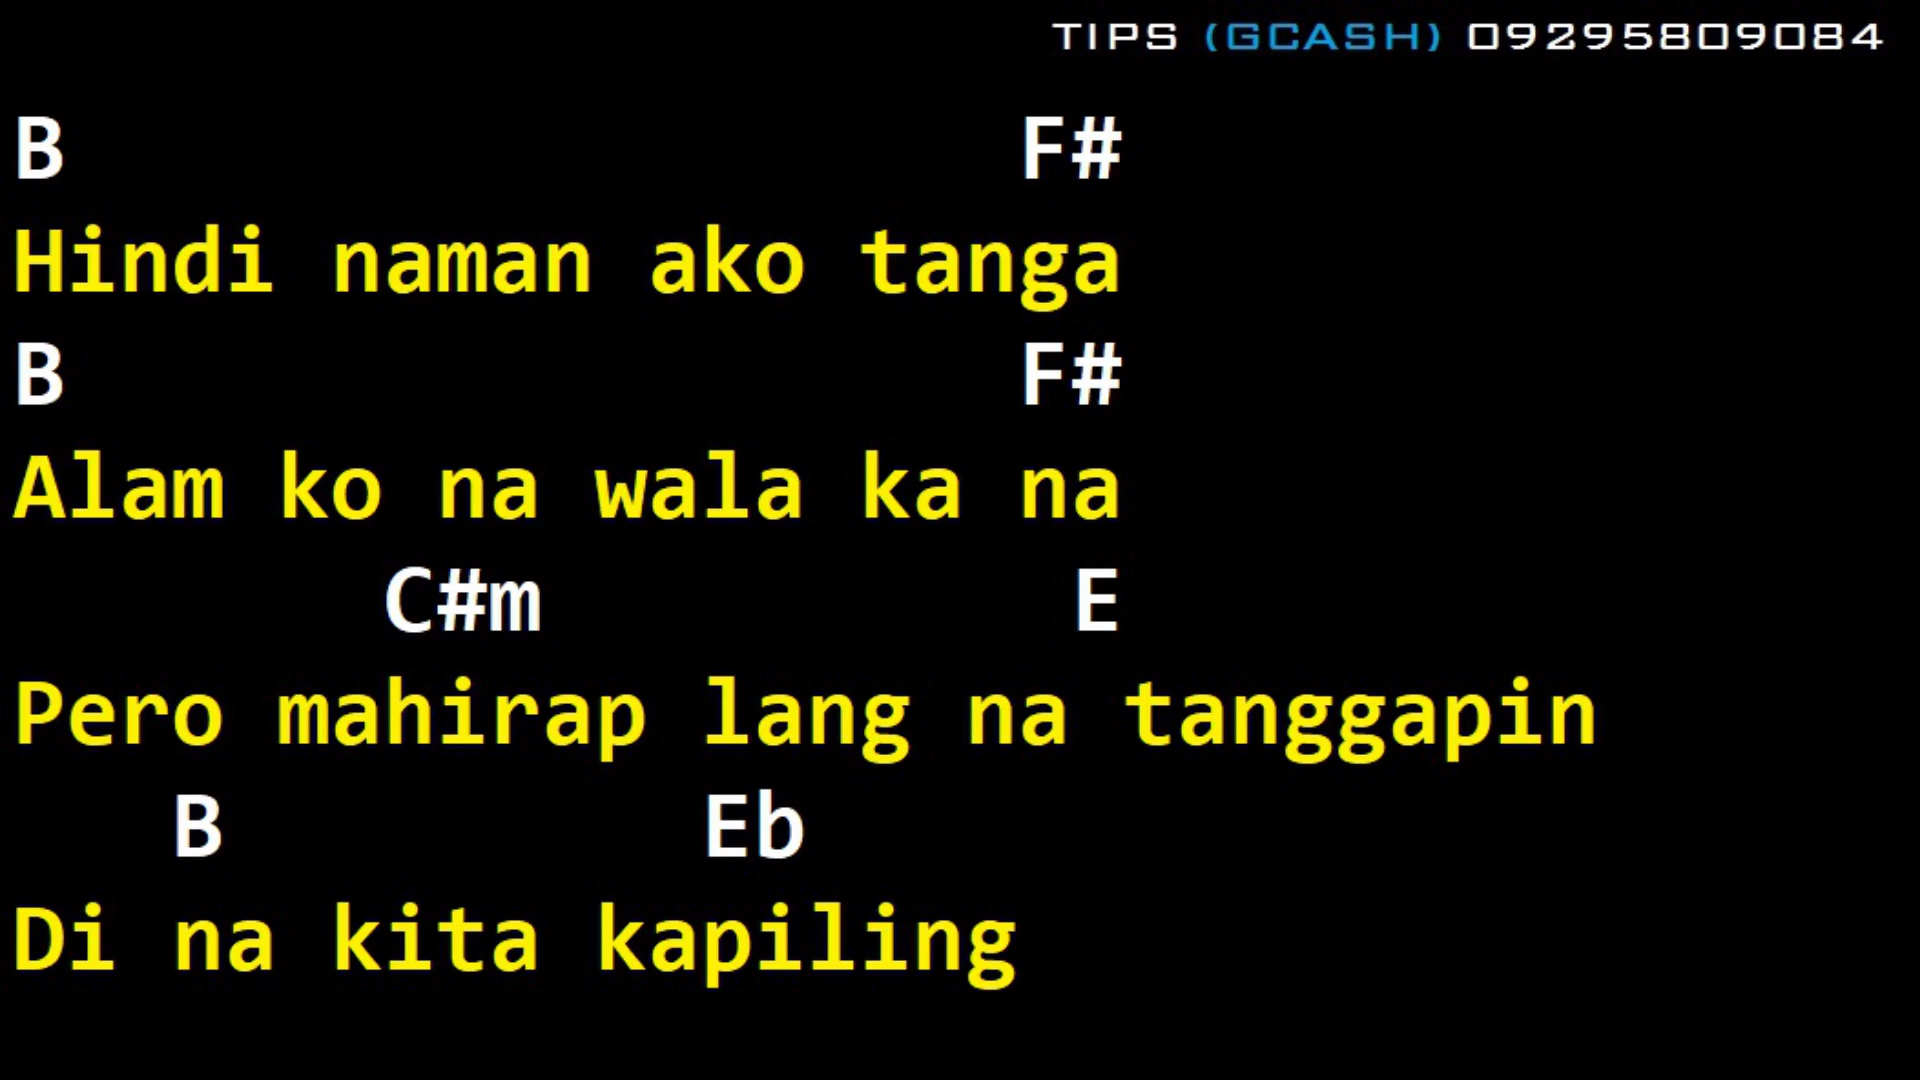 TIPS (GCASH) 09295809084
B F#
Hindi naman ako tanga
B F#
Alam ko na wala ka na
C#m E
Pero mahirap lang na tanggapin
B Eb
Di na kita kapiling